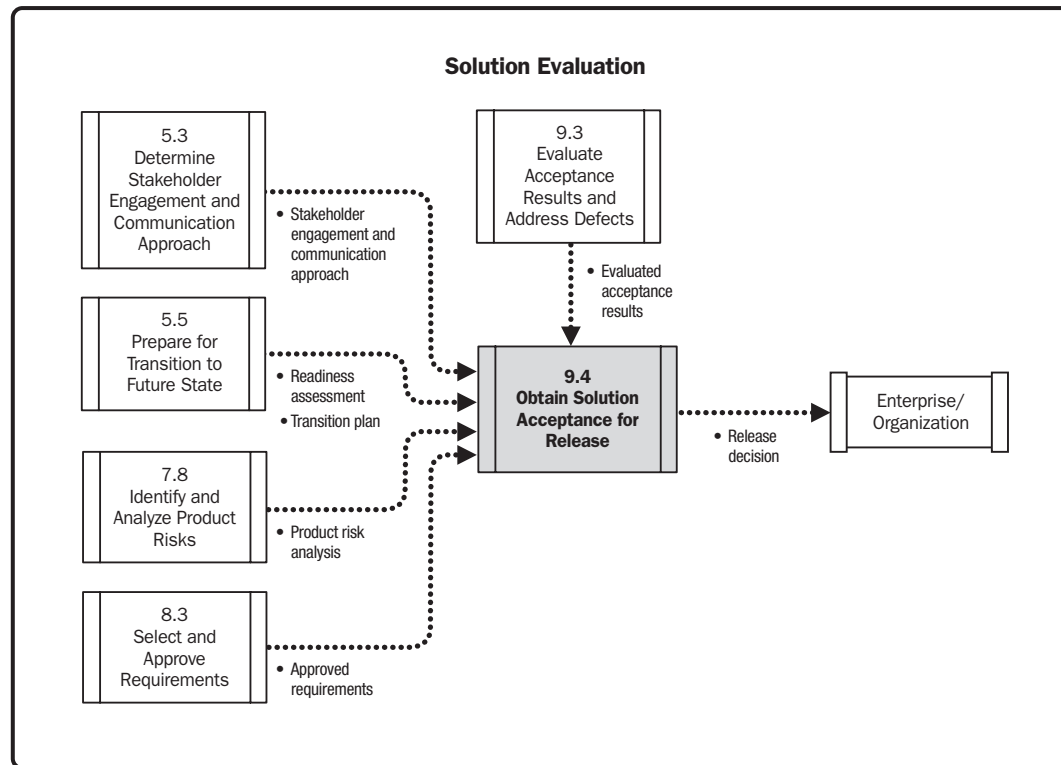 Solution Evaluation
5.3
Determine
Stakeholder
Engagement and
Communication
Approach
• Stakeholder
engagement and
communication
approach
9.3
Evaluate
Acceptance
Results and
Address Defects
• Evaluated
acceptance
results
5.5
Prepare for
Transition to
Future State
• Readiness
assessment
• Transition plan
9.4
Obtain Solution
Acceptance for
Release
• Release
decision
Enterprise/
Organization
7.8
Identify and
Analyze Product
Risks
• Product risk
analysis
8.3
Select and
Approve
Requirements
• Approved
requirements